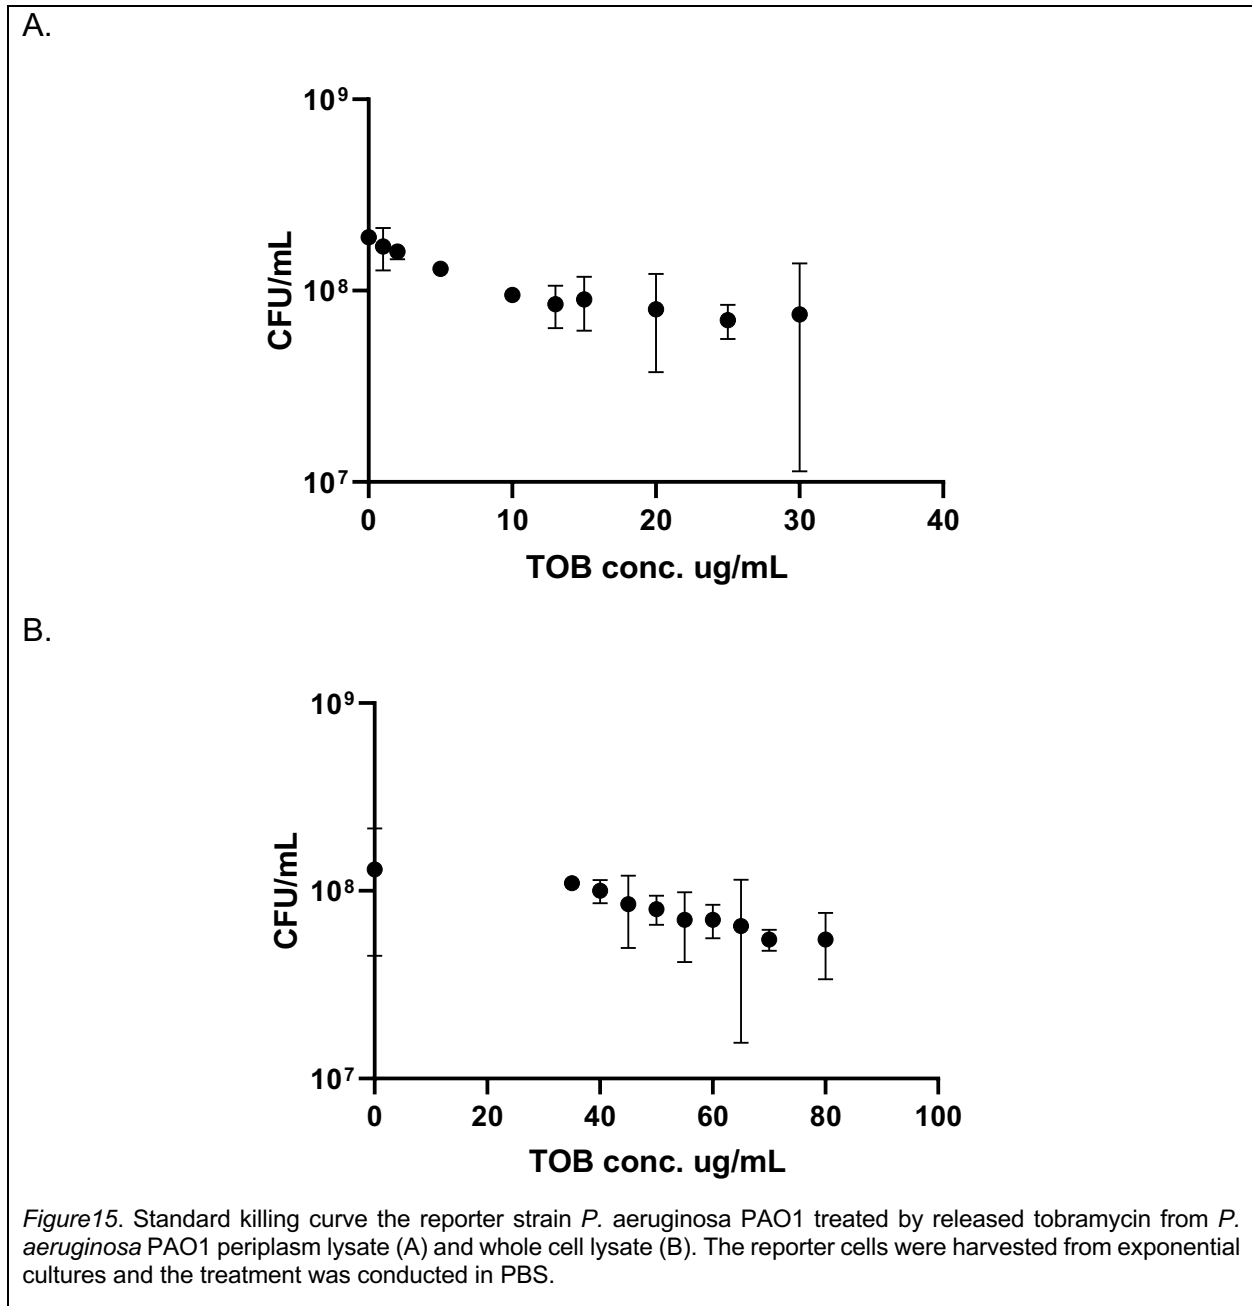 A.
10⁹
10⁸
10⁷
CFU/mL
0 10 20 30 40
TOB conc. ug/mL
B.
10⁹
10⁸
10⁷
CFU/mL
0 20 40 60 80 100
TOB conc. ug/mL
Figure15. Standard killing curve the reporter strain P. aeruginosa PAO1 treated by released tobramycin from P.
aeruginosa PAO1 periplasm lysate (A) and whole cell lysate (B). The reporter cells were harvested from exponential
cultures and the treatment was conducted in PBS.